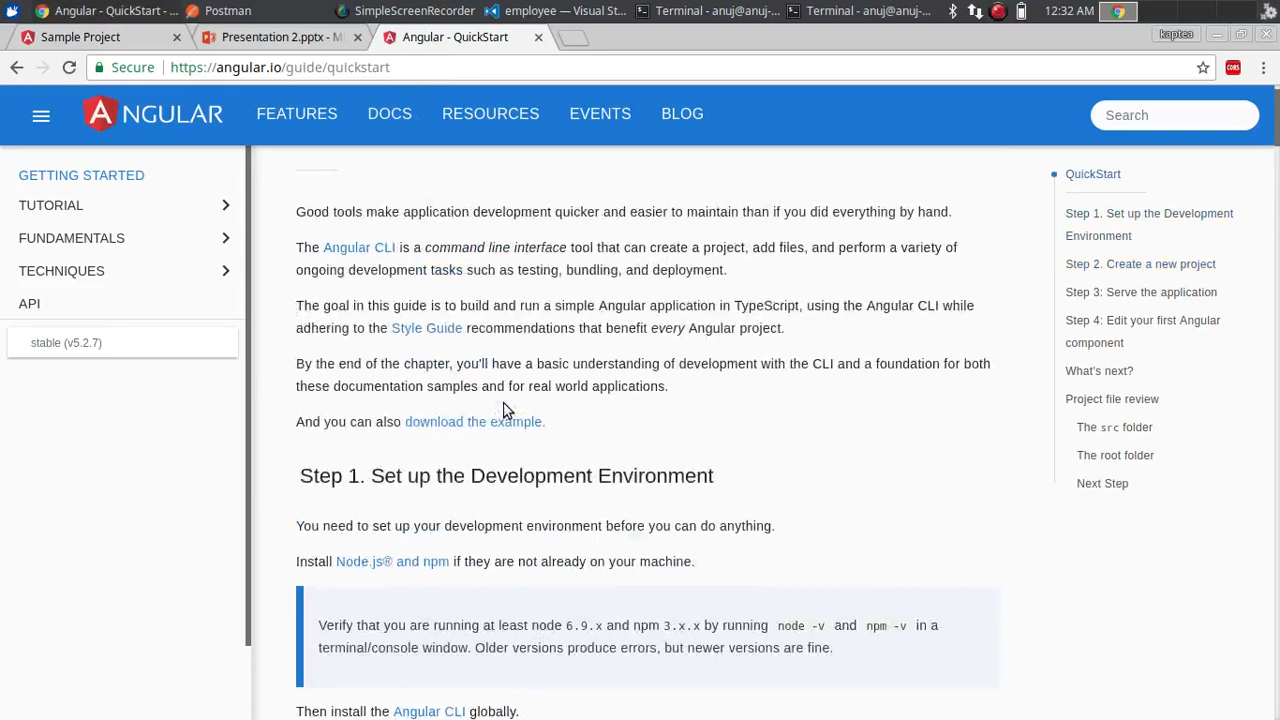 Angular - QuickStart - ...
Postman
SimpleScreenRecorder
employee — Visual St...
Terminal - anuj@anuj-...
Terminal - anuj@anuj-...
12:32 AM
Sample Project
Presentation 2.pptx - Mi
Angular - QuickStart
kaptea
Secure
https://angular.io/guide/quickstart
CORS
NGULAR
FEATURES
DOCS
RESOURCES
EVENTS
BLOG
Search
GETTING STARTED
TUTORIAL
FUNDAMENTALS
TECHNIQUES
API
stable (v5.2.7)
Good tools make application development quicker and easier to maintain than if you did everything by hand.
The Angular CLI is a command line interface tool that can create a project, add files, and perform a variety of
ongoing development tasks such as testing, bundling, and deployment.
The goal in this guide is to build and run a simple Angular application in TypeScript, using the Angular CLI while
adhering to the Style Guide recommendations that benefit every Angular project.
By the end of the chapter, you'll have a basic understanding of development with the CLI and a foundation for both
these documentation samples and for real world applications.
And you can also download the example.
Step 1. Set up the Development Environment
You need to set up your development environment before you can do anything.
Install Node.js® and npm if they are not already on your machine.
Verify that you are running at least node 6.9.x and npm 3.x.x by running node -v and npm -v in a
terminal/console window. Older versions produce errors, but newer versions are fine.
Then install the Angular CLI globally.
QuickStart
Step 1. Set up the Development
Environment
Step 2. Create a new project
Step 3: Serve the application
Step 4: Edit your first Angular
component
What's next?
Project file review
The src folder
The root folder
Next Step